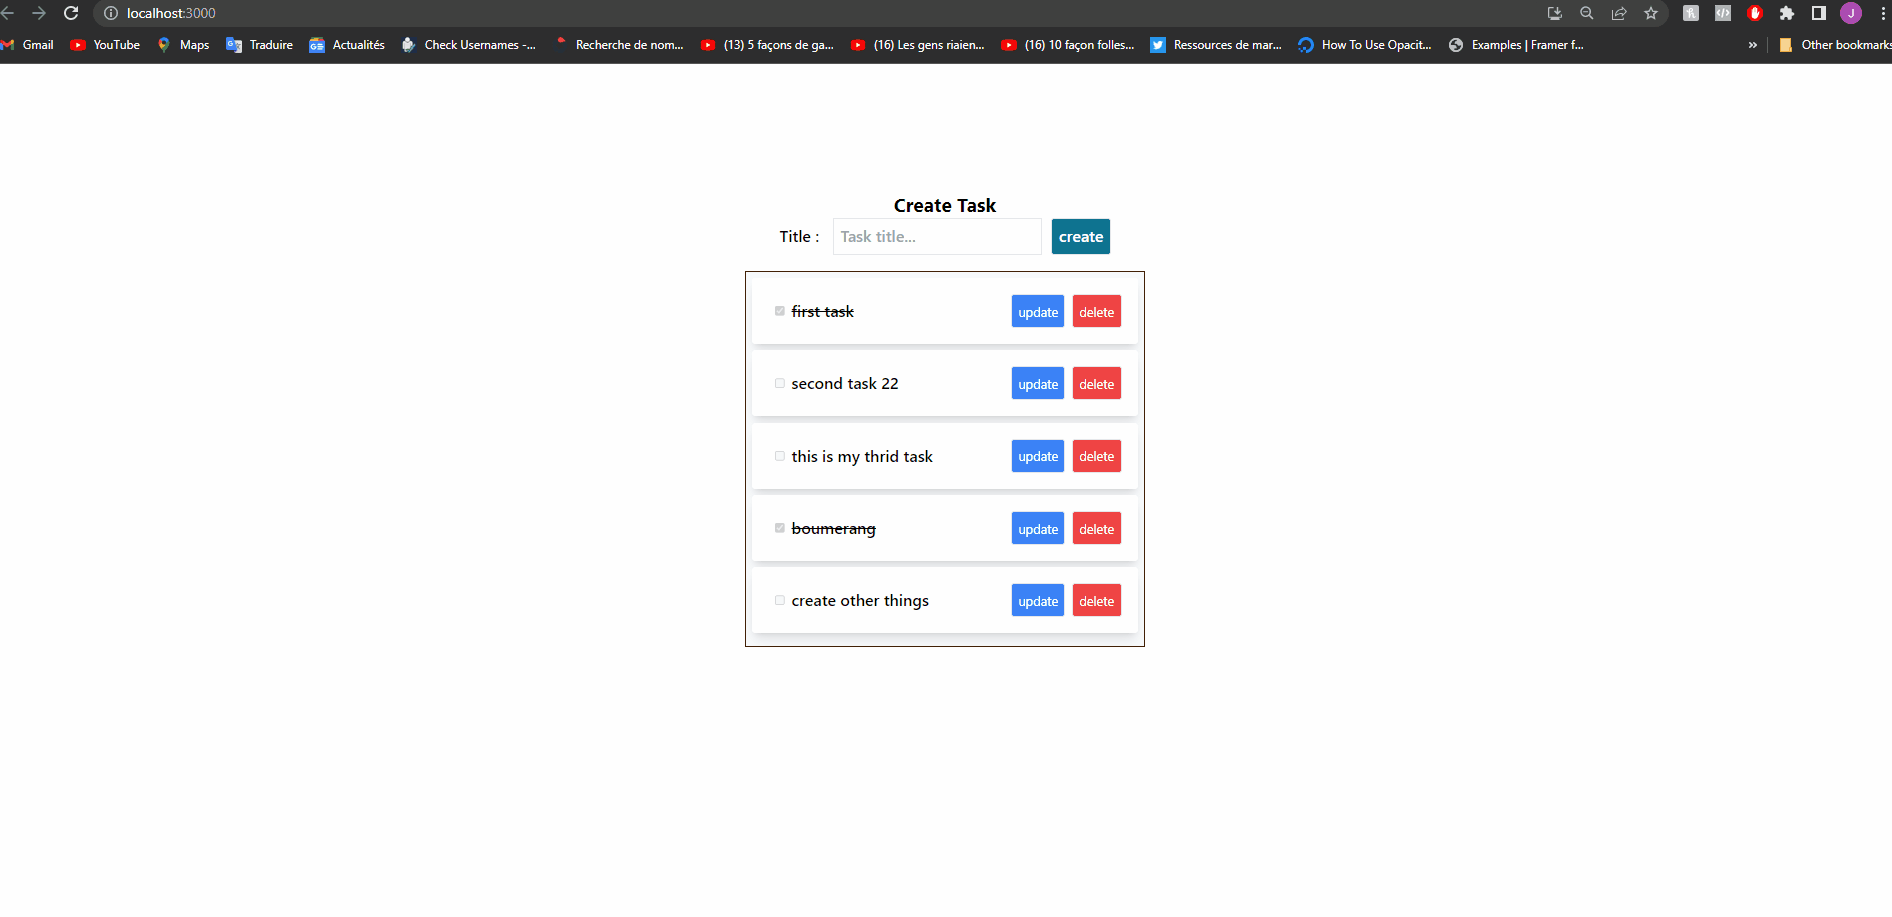 localhost:3000
Gmail YouTube Maps Traduire Actualités Check Usernames -... Recherche de nom... (13) 5 façons de ga... (16) Les gens riaien... (16) 10 façon folles... Ressources de mar... How To Use Opacit... Examples | Framer f... » Other bookmarks
Create Task
Title : Task title... create
first task update delete
second task 22 update delete
this is my thrid task update delete
boumerang update delete
create other things update delete